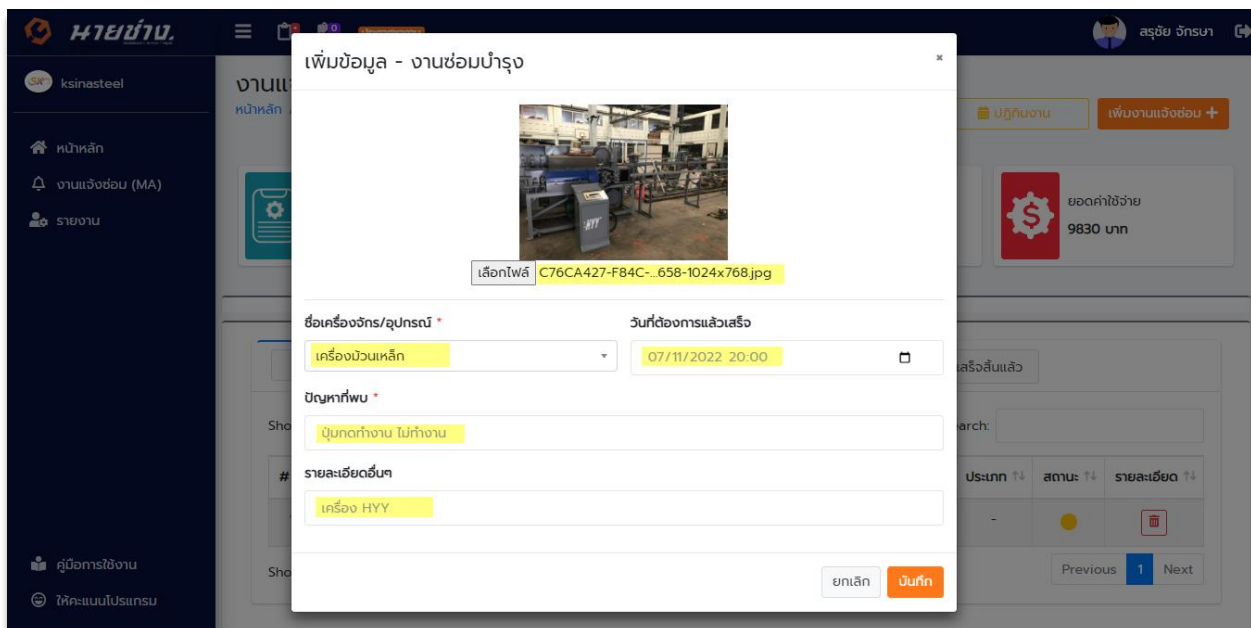 นายช่าง.
0
สรุชัย จักรษา
ksinasteel
หน้าหลัก
งานแจ้งซ่อม (MA)
รายงาน
คู่มือการใช้งาน
ให้คะแนนโปรแกรม
หน้าหลัก
ปฏิทินงาน
เพิ่มงานแจ้งซ่อม +
ยอดค่าใช้จ่าย
9830 บาท
เพิ่มข้อมูล - งานซ่อมบำรุง
×
HYY
เลือกไฟล์ C76CA427-F84C-...658-1024x768.jpg
ชื่อเครื่องจักร/อุปกรณ์ *
วันที่ต้องการแล้วเสร็จ
เครื่องม้วนเหล็ก
07/11/2022 20:00
ปัญหาที่พบ *
ปุ่มกดทำงาน ไม่ทำงาน
รายละเอียดอื่นๆ
เครื่อง HYY
ยกเลิก
บันทึก
เสร็จสิ้นแล้ว
# ประเภท สถานะ รายละเอียด
-
Previous 1 Next